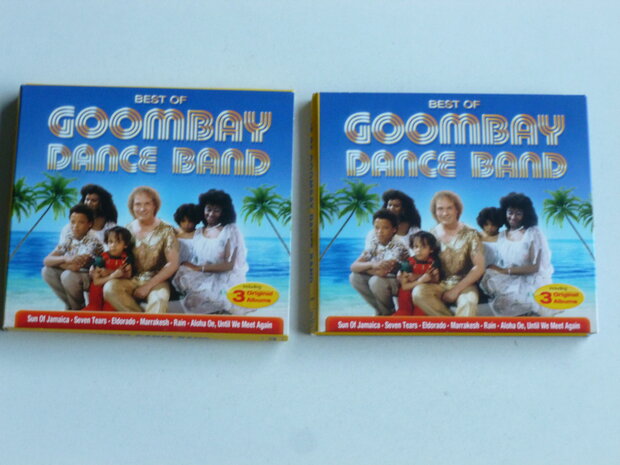 BEST OF
GOOMBAY
DANCE BAND
including
3 Original
Albums
Sun Of Jamaica • Seven Tears • Eldorado • Marrakesh • Rain • Aloha Oe, Until We Meet Again
BEST OF
GOOMBAY
DANCE BAND
including
3 Original
Albums
Sun Of Jamaica • Seven Tears • Eldorado • Marrakesh • Rain • Aloha Oe, Until We Meet Again